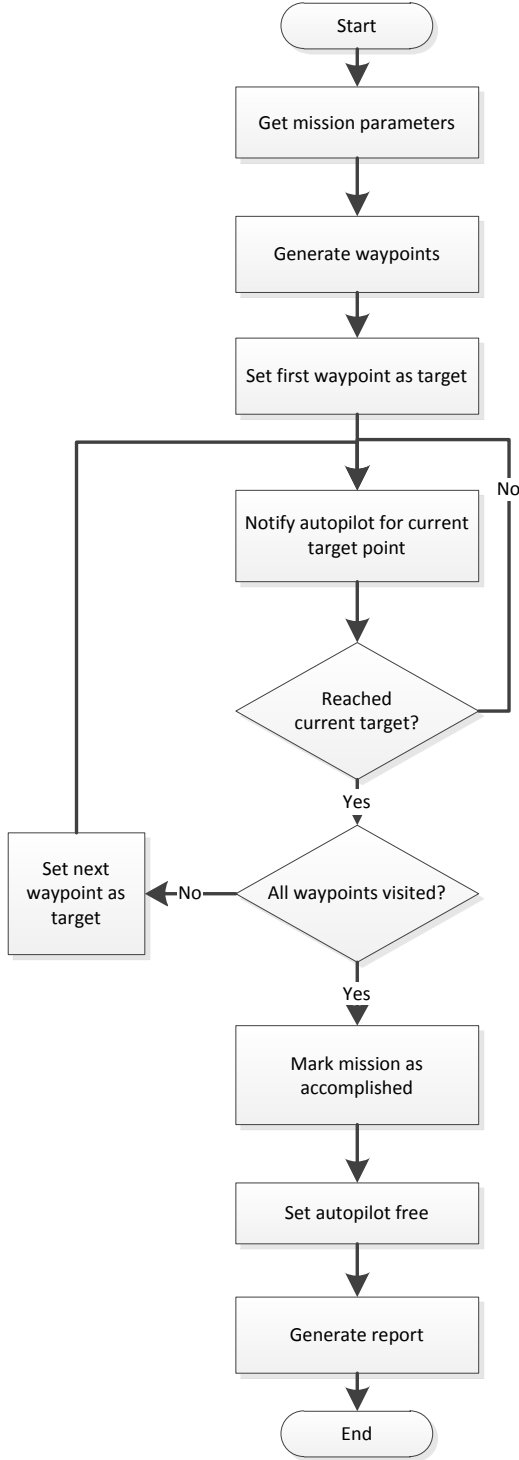 Start
Get mission parameters
Generate waypoints
Set first waypoint as target
No
Notify autopilot for current
target point
Reached
current target?
Yes
Set next
waypoint as
target
No
All waypoints visited?
Yes
Mark mission as
accomplished
Set autopilot free
Generate report
End